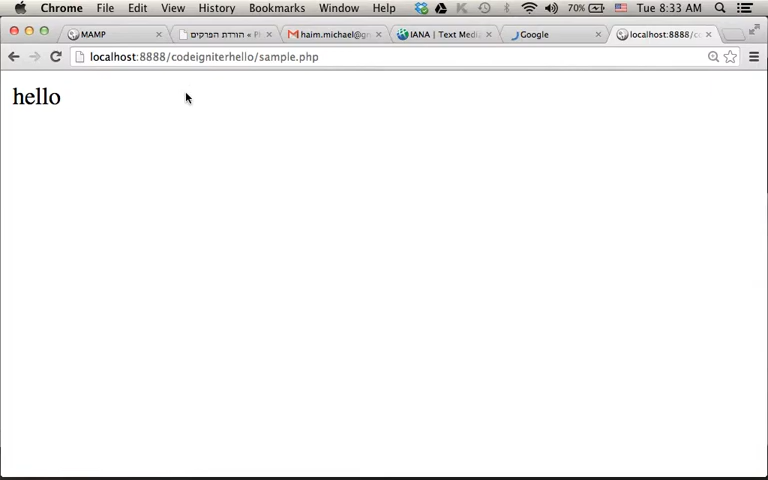 Chrome File Edit View History Bookmarks Window Help 70% Tue 8:33 AM
MAMP הורדת הפרקים « haim.michael@g IANA | Text Medi Google localhost:8888/c
localhost:8888/codeigniterhello/sample.php
hello